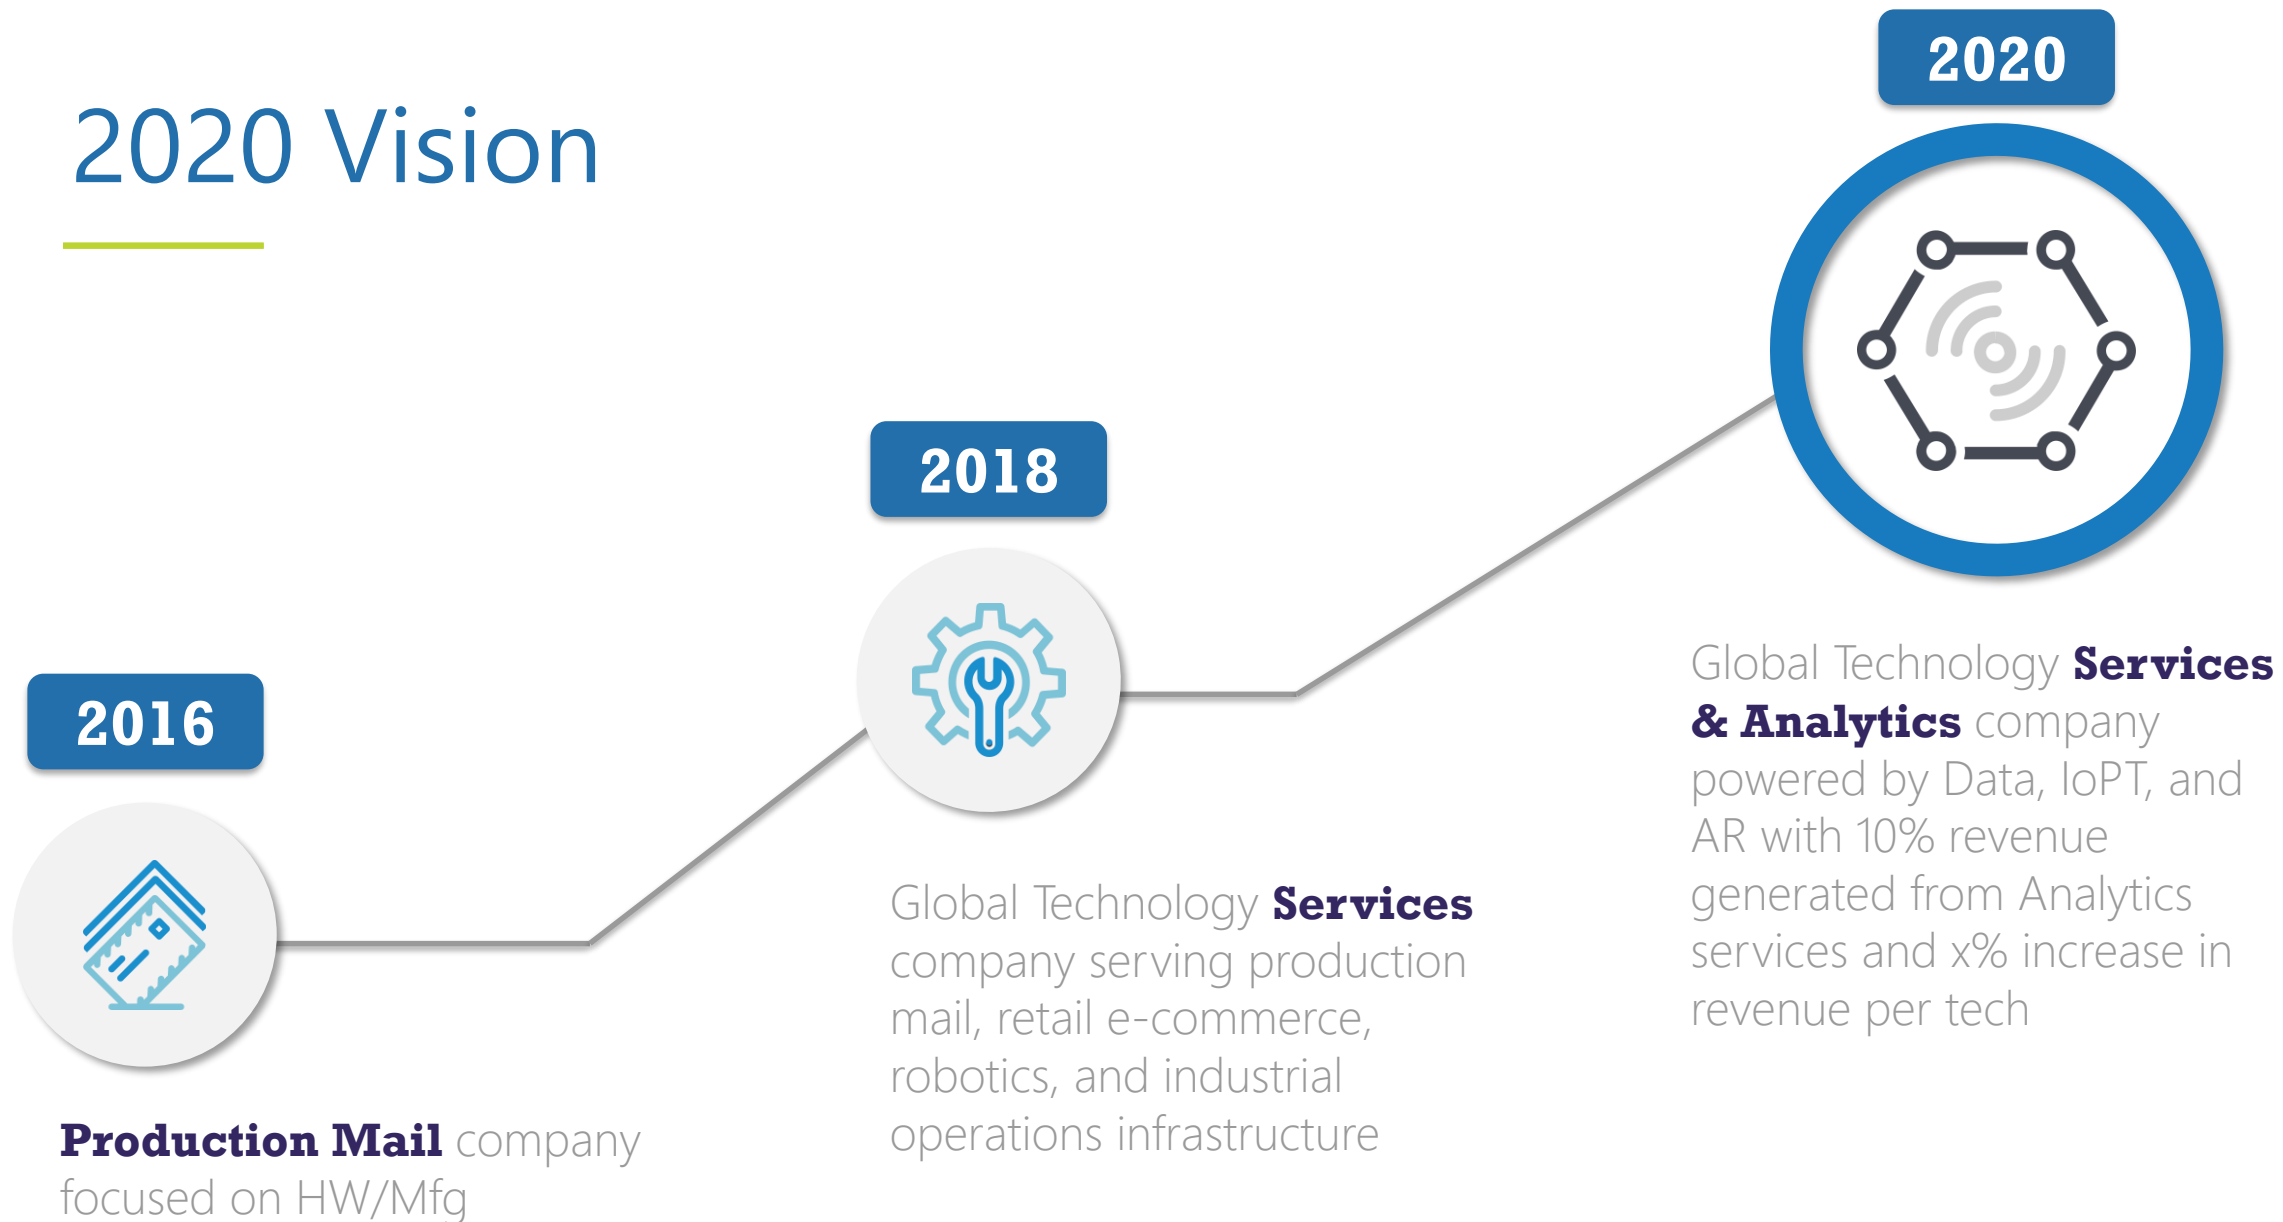 2020 Vision
2016
Production Mail company
focused on HW/Mfg
2018
Global Technology Services
company serving production
mail, retail e-commerce,
robotics, and industrial
operations infrastructure
2020
Global Technology Services
& Analytics company
powered by Data, IoPT, and
AR with 10% revenue
generated from Analytics
services and x% increase in
revenue per tech